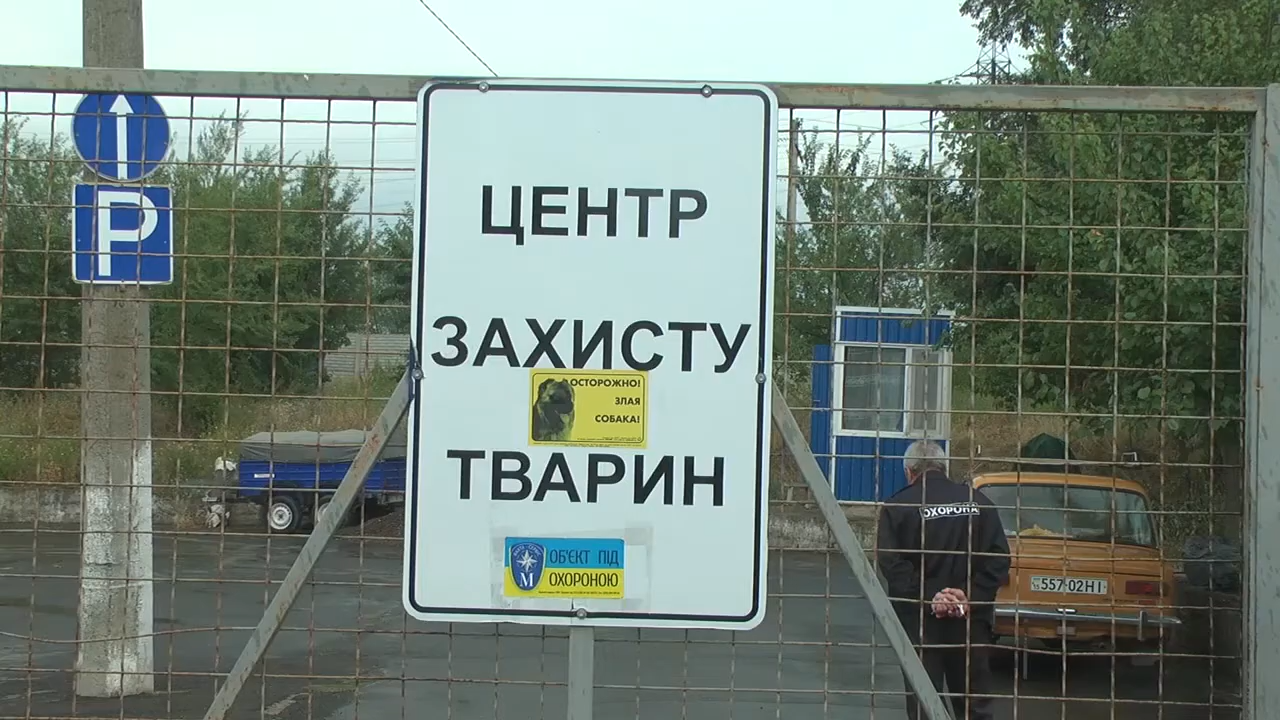 P
ЦЕНТР
ЗАХИСТУ
ОСТОРОЖНО!
ЗЛАЯ
СОБАКА!
ТВАРИН
М
ОБ'ЄКТ ПІД
ОХОРОНОЮ
ОХОРОНА
557-02НІ